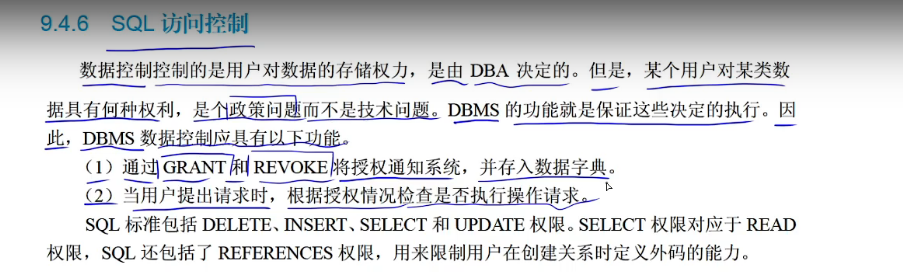 9.4.6 SQL 访问控制
数据控制控制的是用户对数据的存储权力，是由 DBA 决定的。但是，某个用户对某类数
据具有何种权利，是个政策问题而不是技术问题。DBMS 的功能就是保证这些决定的执行。因
此，DBMS 数据控制应具有以下功能。
（1）通过 GRANT 和 REVOKE 将授权通知系统，并存入数据字典。
（2）当用户提出请求时，根据授权情况检查是否执行操作请求。
SQL 标准包括 DELETE、INSERT、SELECT 和 UPDATE 权限。SELECT 权限对应于 READ
权限，SQL 还包括了 REFERENCES 权限，用来限制用户在创建关系时定义外码的能力。